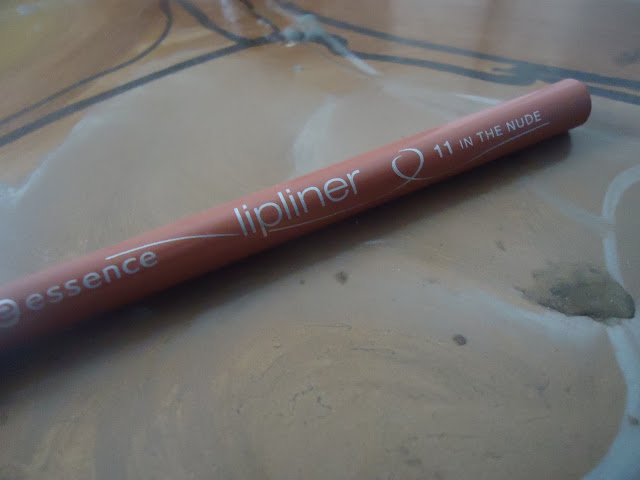 essence lipliner 11 IN THE NUDE